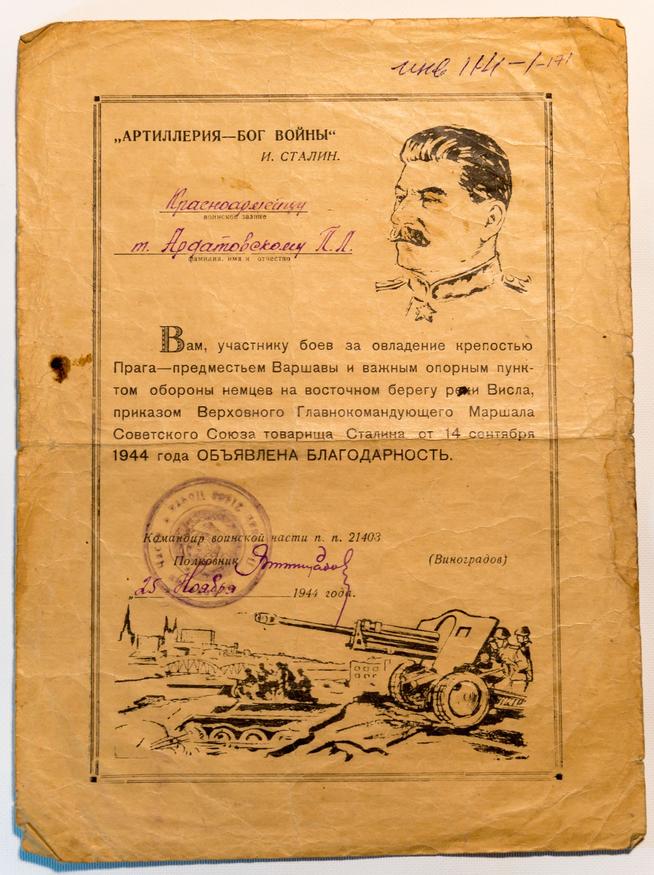 инв
„АРТИЛЛЕРИЯ—БОГ ВОЙНЫ“
И. СТАЛИН.
Красноармейцу
воинское звание
т. Ардатовскому П. Л.
фамилия, имя и отчество
Вам, участнику боев за овладение крепостью
Прага—предместьем Варшавы и важным опорным пунк-
том обороны немцев на восточном берегу реки Висла,
приказом Верховного Главнокомандующего Маршала
Советского Союза товарища Сталина от 14 сентября
1944 года ОБЪЯВЛЕНА БЛАГОДАРНОСТЬ.
Командир воинской части п. п. 21403
Полковник (Виноградов)
„25 Ноября 1944 года.